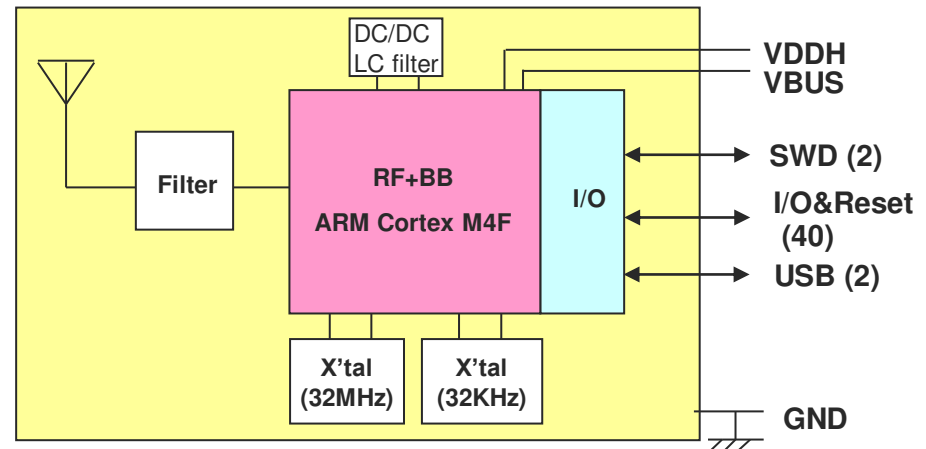 DC/DC
LC filter
VDDH
VBUS
Filter
RF+BB
ARM Cortex M4F
I/O
SWD (2)
I/O&Reset
(40)
USB (2)
X'tal
(32MHz)
X'tal
(32KHz)
GND